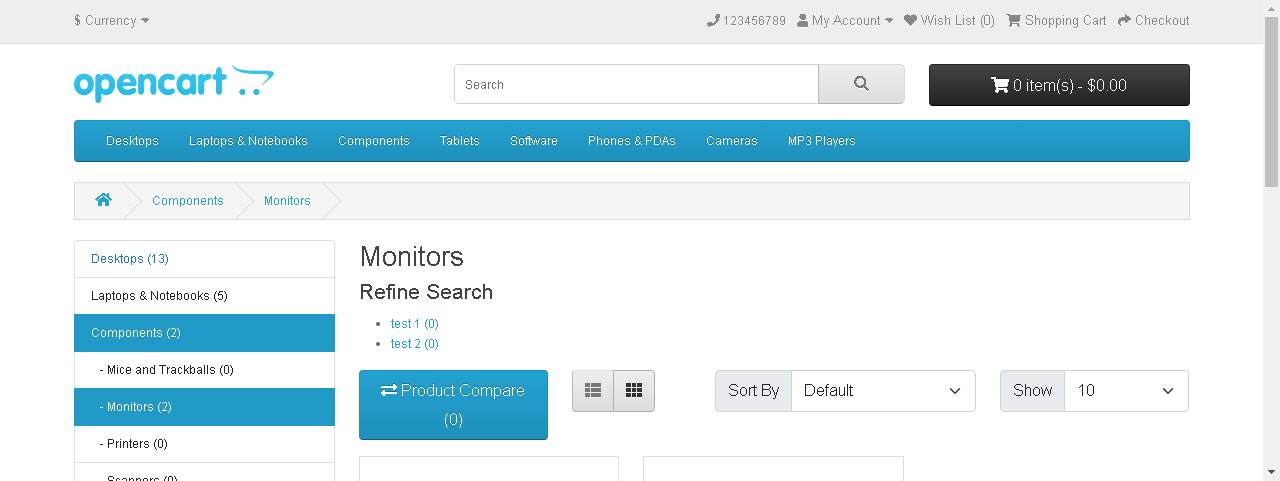 $ Currency
123456789 My Account Wish List (0) Shopping Cart Checkout
opencart
Search
0 item(s) - $0.00
Desktops Laptops & Notebooks Components Tablets Software Phones & PDAs Cameras MP3 Players
Components Monitors
Desktops (13)
Laptops & Notebooks (5)
Components (2)
- Mice and Trackballs (0)
- Monitors (2)
- Printers (0)
- Scanners (0)
Monitors
Refine Search
test 1 (0)
test 2 (0)
Product Compare
(0)
Sort By Default
Show 10